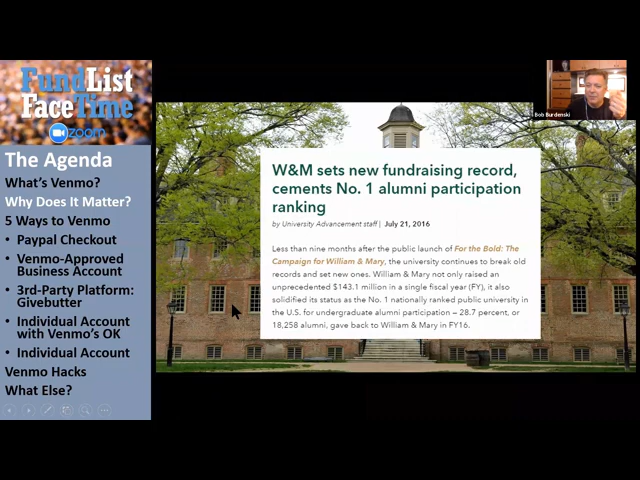 FundList
FaceTime
zoom
The Agenda
What's Venmo?
Why Does It Matter?
5 Ways to Venmo
• Paypal Checkout
• Venmo-Approved
Business Account
• 3rd-Party Platform:
Givebutter
• Individual Account
with Venmo's OK
• Individual Account
Venmo Hacks
What Else?
W&M sets new fundraising record,
cements No. 1 alumni participation
ranking
by University Advancement staff | July 21, 2016
Less than nine months after the public launch of For the Bold: The
Campaign for William & Mary, the university continues to break old
records and set new ones. William & Mary not only raised an
unprecedented $143.1 million in a single fiscal year (FY), it also
solidified its status as the No. 1 nationally ranked public university in
the U.S. for undergraduate alumni participation – 28.7 percent, or
18,258 alumni, gave back to William & Mary in FY16.
Bob Burdenski